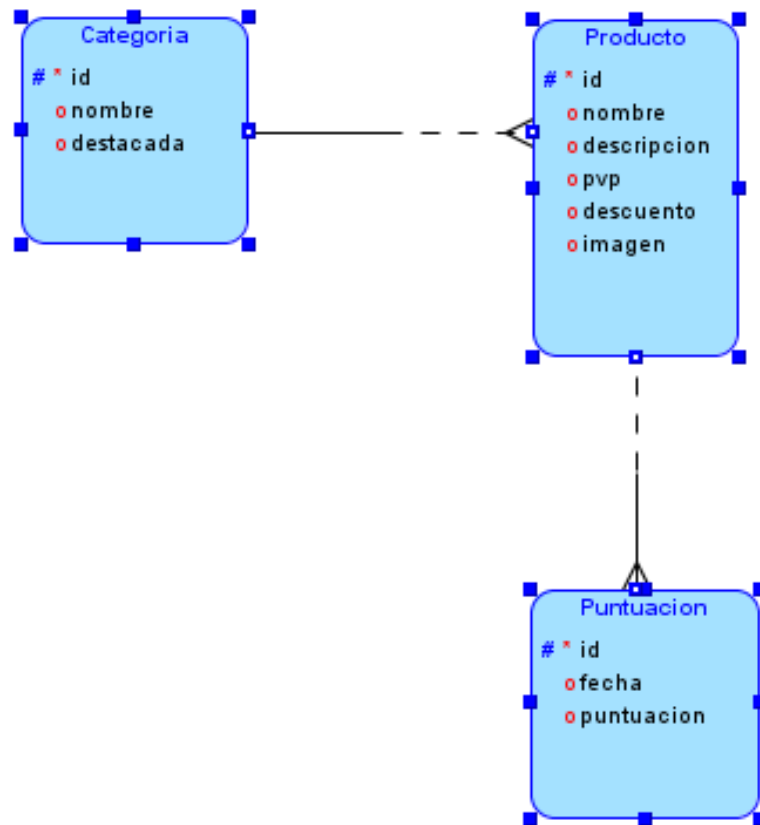 Categoria
# * id
o nombre
o destacada
Producto
# * id
o nombre
o descripcion
o pvp
o descuento
o imagen
Puntuacion
# * id
o fecha
o puntuacion